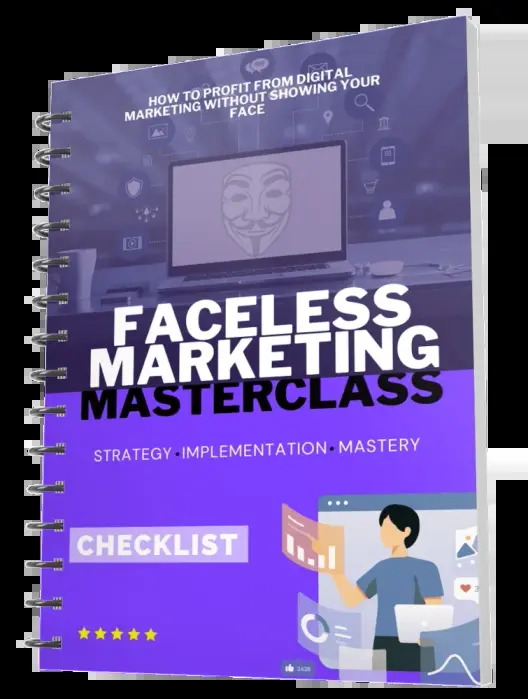 HOW TO PROFIT FROM DIGITAL
MARKETING WITHOUT SHOWING YOUR
FACE
FACELESS
MARKETING
MASTERCLASS
STRATEGY•IMPLEMENTATION•MASTERY
CHECKLIST